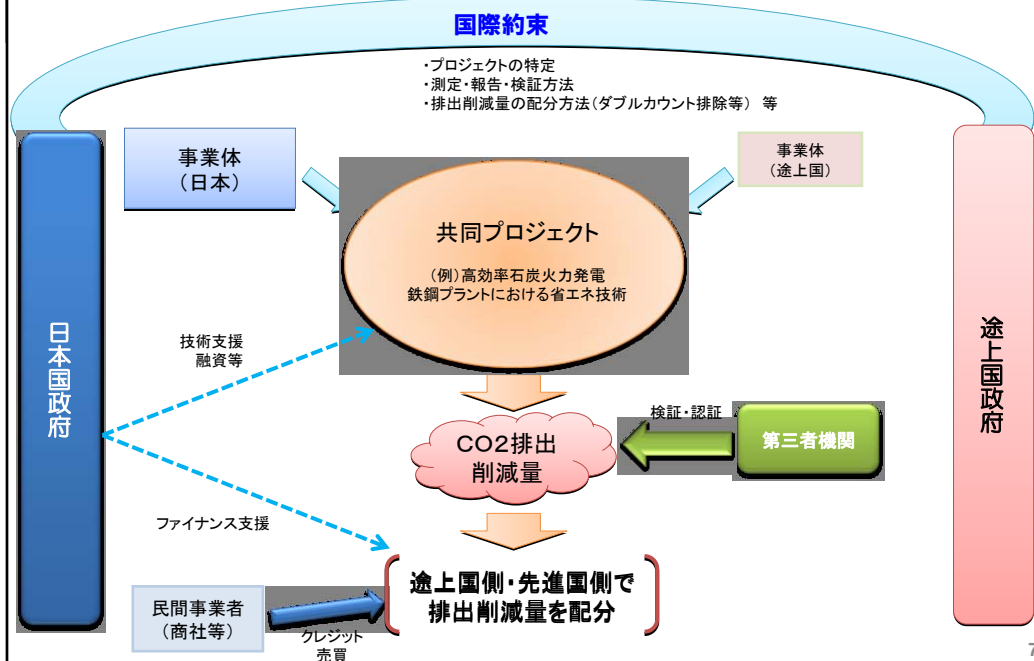 国際約束
・プロジェクトの特定
・測定・報告・検証方法
・排出削減量の配分方法(ダブルカウント排除等) 等
事業体
(日本)
事業体
(途上国)
共同プロジェクト
(例)高効率石炭火力発電
鉄鋼プラントにおける省エネ技術
日本国政府
途上国政府
技術支援
融資等
CO2排出
削減量
検証・認証
第三者機関
ファイナンス支援
途上国側・先進国側で
排出削減量を配分
民間事業者
(商社等)
クレジット
売買
7